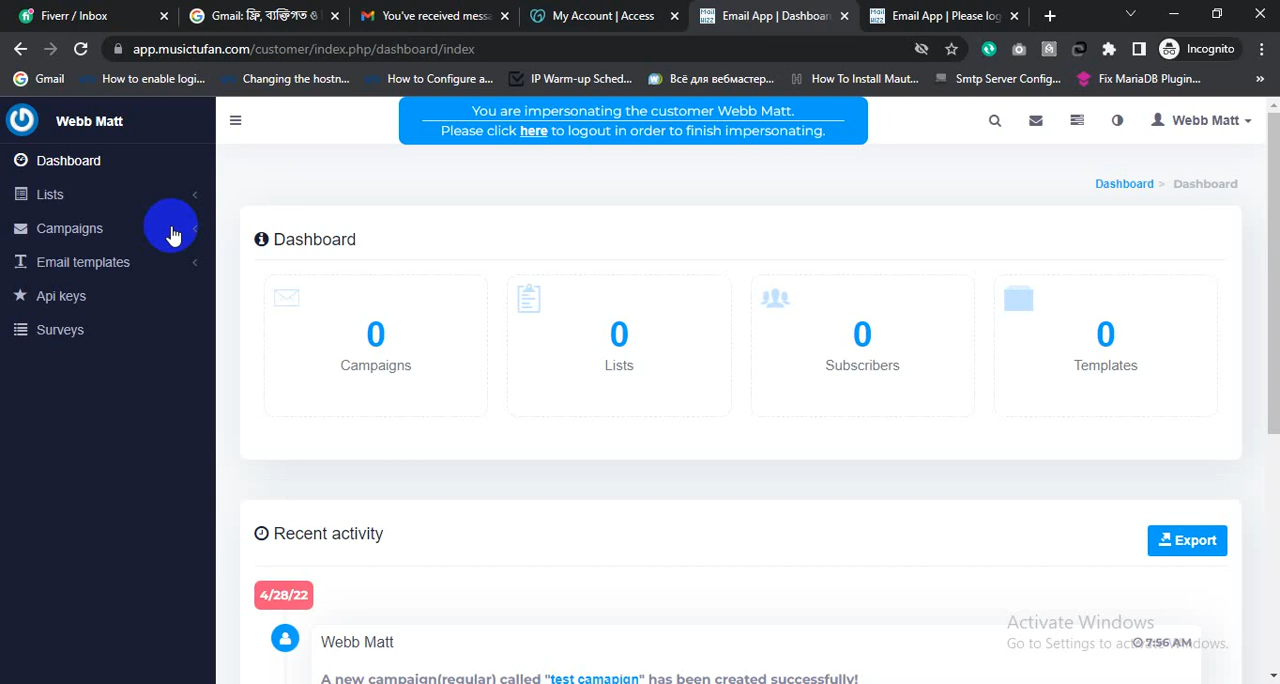 Fiverr / Inbox
Gmail: ফ্রি, ব্যক্তিগত ও
You've received mess
My Account | Access
Email App | Dashboar
Email App | Please log
app.musictufan.com/customer/index.php/dashboard/index
Incognito
Gmail
How to enable logi...
Changing the hostn...
How to Configure a...
IP Warm-up Sched...
Всё для вебмастер...
How To Install Maut...
Smtp Server Config...
Fix MariaDB Plugin...
»
Webb Matt
You are impersonating the customer Webb Matt.
Please click here to logout in order to finish impersonating.
Webb Matt
Dashboard
Lists
Campaigns
Email templates
Api keys
Surveys
Dashboard > Dashboard
Dashboard
0
Campaigns
0
Lists
0
Subscribers
0
Templates
Recent activity
Export
4/28/22
Webb Matt
7:56 AM
A new campaign(regular) called "test camapign" has been created successfully!
Activate Windows
Go to Settings to activate Windows.